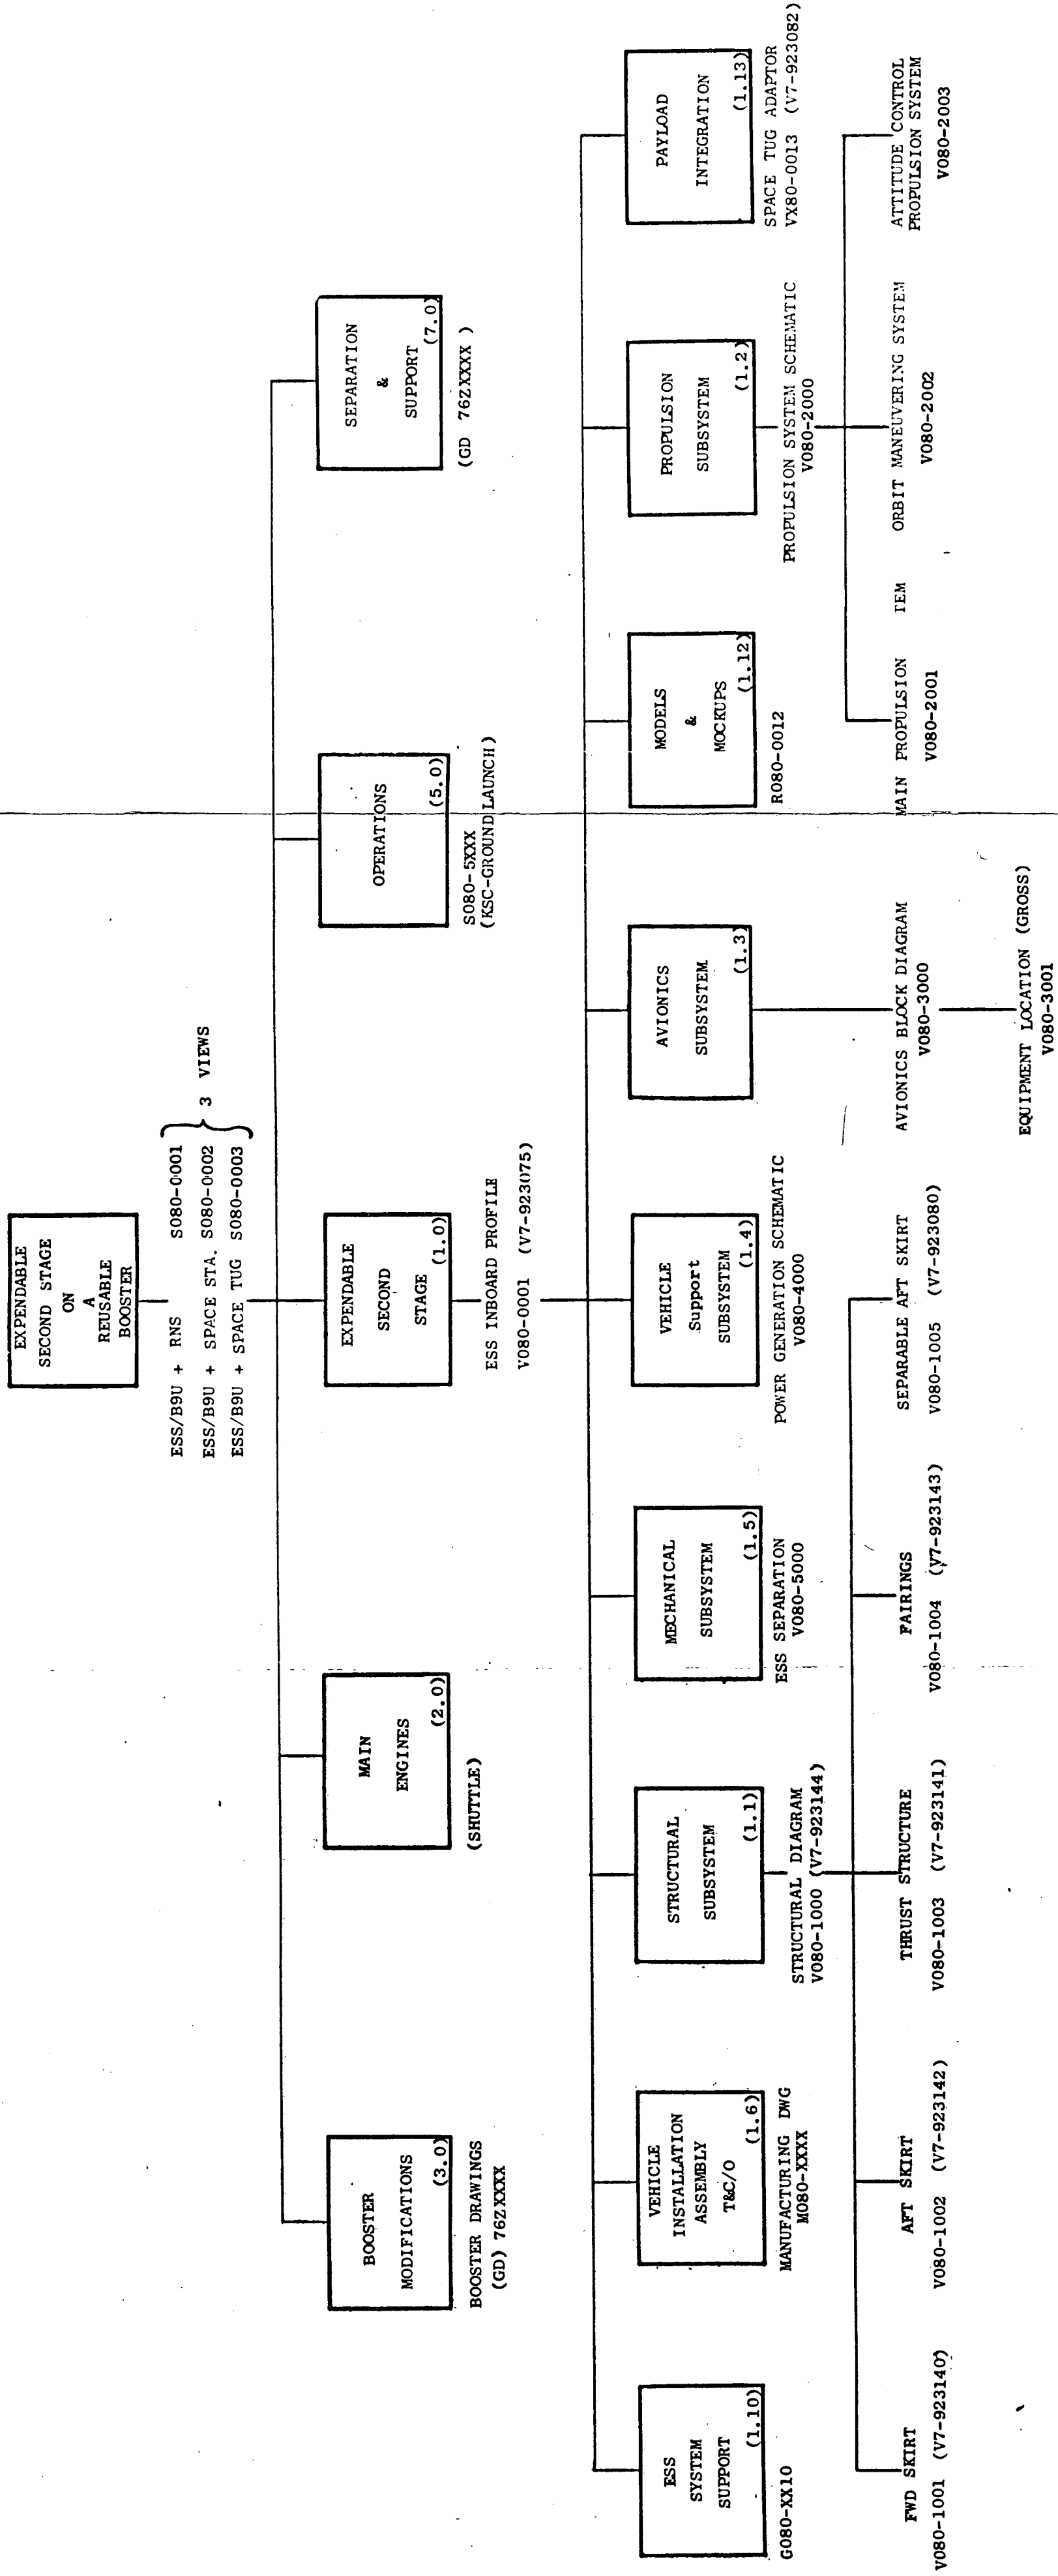 EXPENDABLE
SECOND STAGE
ON
A
REUSABLE
BOOSTER
ESS/B9U + RNS S080-0001
ESS/B9U + SPACE STA. S080-0002
ESS/B9U + SPACE TUG S080-0003
3 VIEWS
BOOSTER
MODIFICATIONS
(3.0)
BOOSTER DRAWINGS
(GD) 76ZXXXX
MAIN
ENGINES
(2.0)
(SHUTTLE)
EXPENDABLE
SECOND
STAGE
(1.0)
ESS INBOARD PROFILE
V080-0001 (V7-923075)
OPERATIONS
(5.0)
S080-5XXX
(KSC-GROUND LAUNCH)
SEPARATION
&
SUPPORT
(7.0)
(GD 76ZXXXX )
ESS
SYSTEM
SUPPORT
(1.10)
G080-XX10
VEHICLE
INSTALLATION
ASSEMBLY
T&C/O
(1.6)
MANUFACTURING DWG
M080-XXXX
STRUCTURAL
SUBSYSTEM
(1.1)
STRUCTURAL DIAGRAM
V080-1000 (V7-923144)
MECHANICAL
SUBSYSTEM
(1.5)
ESS SEPARATION
V080-5000
VEHICLE
Support
SUBSYSTEM
(1.4)
POWER GENERATION SCHEMATIC
V080-4000
AVIONICS
SUBSYSTEM
(1.3)
MODELS
&
MOCKUPS
(1.12)
R080-0012
PROPULSION
SUBSYSTEM
(1.2)
PROPULSION SYSTEM SCHEMATIC
V080-2000
PAYLOAD
INTEGRATION
(1.13)
SPACE TUG ADAPTOR
VX80-0013 (V7-923082)
FWD SKIRT
V080-1001 (V7-923140)
AFT SKIRT
V080-1002 (V7-923142)
THRUST STRUCTURE
V080-1003 (V7-923141)
FAIRINGS
V080-1004 (V7-923143)
SEPARABLE AFT SKIRT
V080-1005 (V7-923080)
AVIONICS BLOCK DIAGRAM
V080-3000
EQUIPMENT LOCATION (GROSS)
V080-3001
MAIN PROPULSION TEM
V080-2001
ORBIT MANEUVERING SYSTEM
V080-2002
ATTITUDE CONTROL
PROPULSION SYSTEM
V080-2003